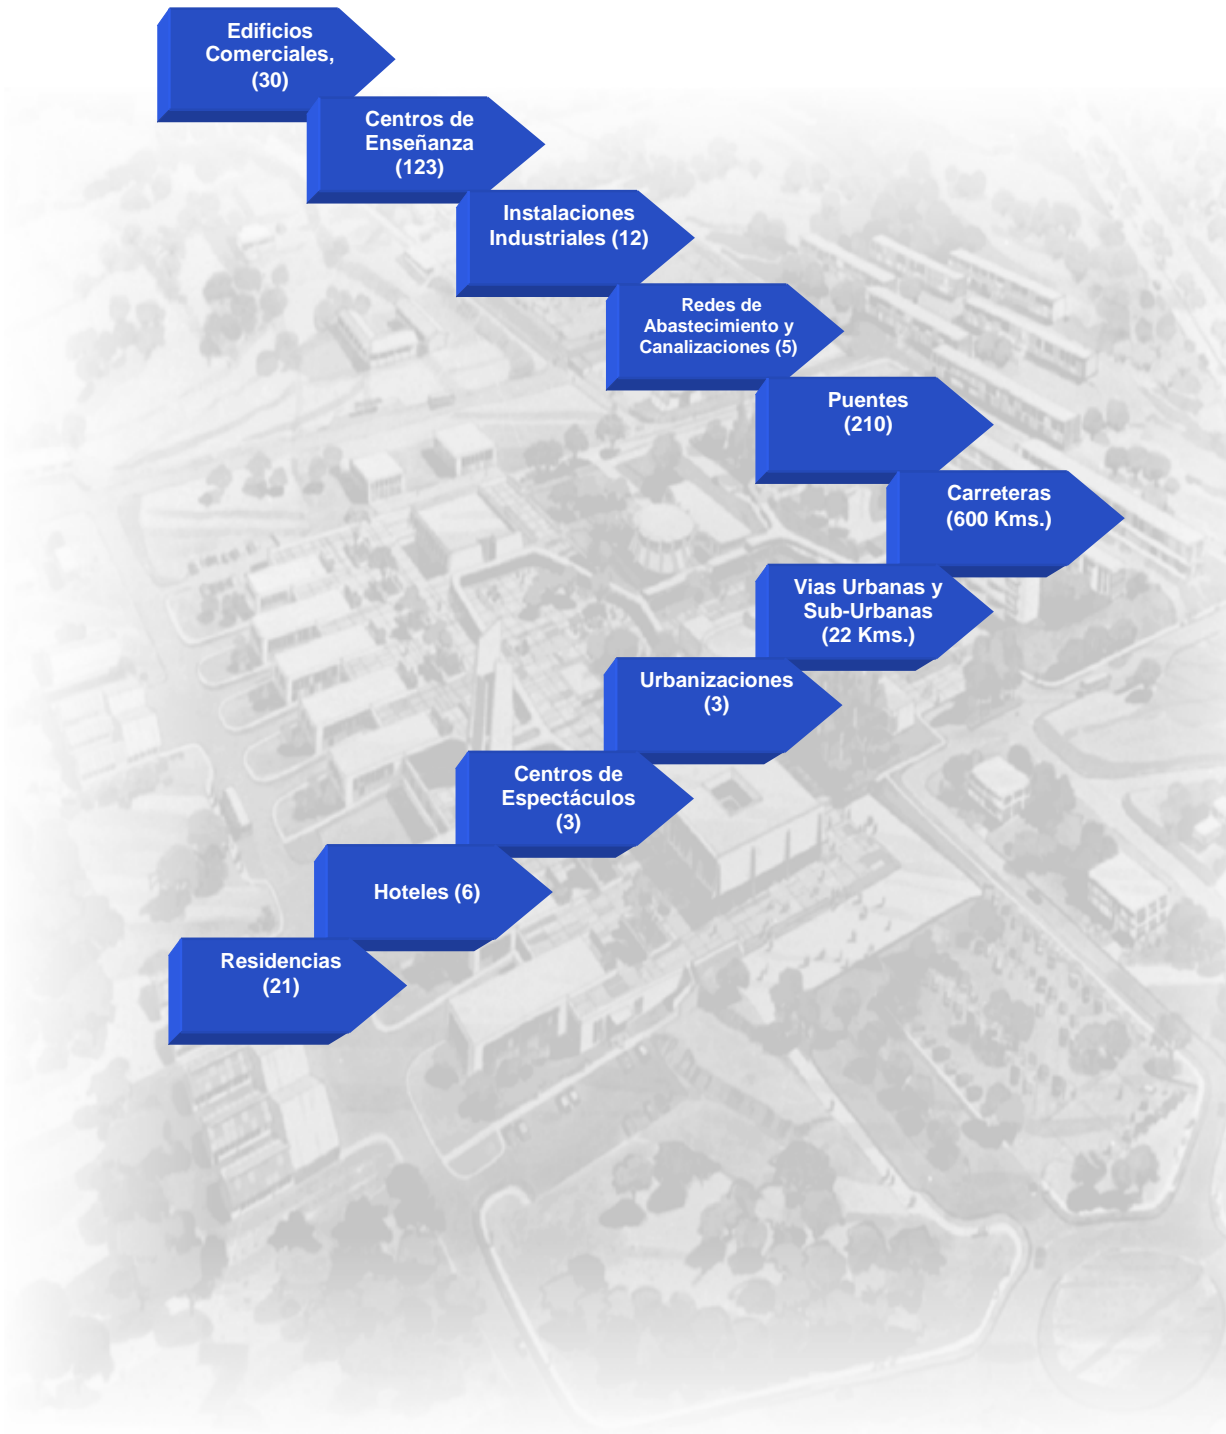 Edificios
Comerciales,
(30)
Centros de
Enseñanza
(123)
Instalaciones
Industriales (12)
Redes de
Abastecimiento y
Canalizaciones (5)
Puentes
(210)
Carreteras
(600 Kms.)
Vias Urbanas y
Sub-Urbanas
(22 Kms.)
Urbanizaciones
(3)
Centros de
Espectáculos
(3)
Hoteles (6)
Residencias
(21)